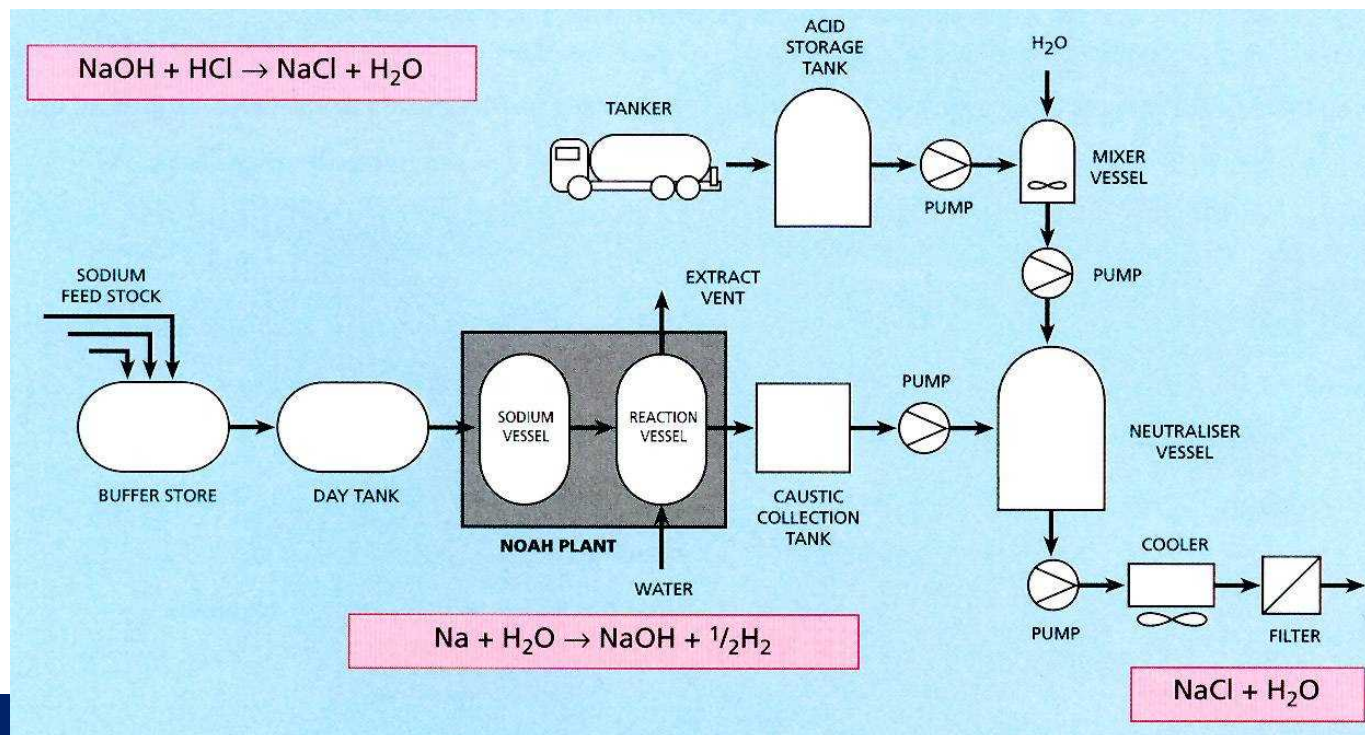 NaOH + HCl → NaCl + H₂O
ACID
STORAGE
TANK
H₂O
TANKER
MIXER
VESSEL
PUMP
PUMP
SODIUM
FEED STOCK
EXTRACT
VENT
SODIUM
VESSEL
REACTION
VESSEL
PUMP
NEUTRALISER
VESSEL
BUFFER STORE
DAY TANK
CAUSTIC
COLLECTION
TANK
NOAH PLANT
WATER
COOLER
PUMP
FILTER
Na + H₂O → NaOH + ¹/₂H₂
NaCl + H₂O